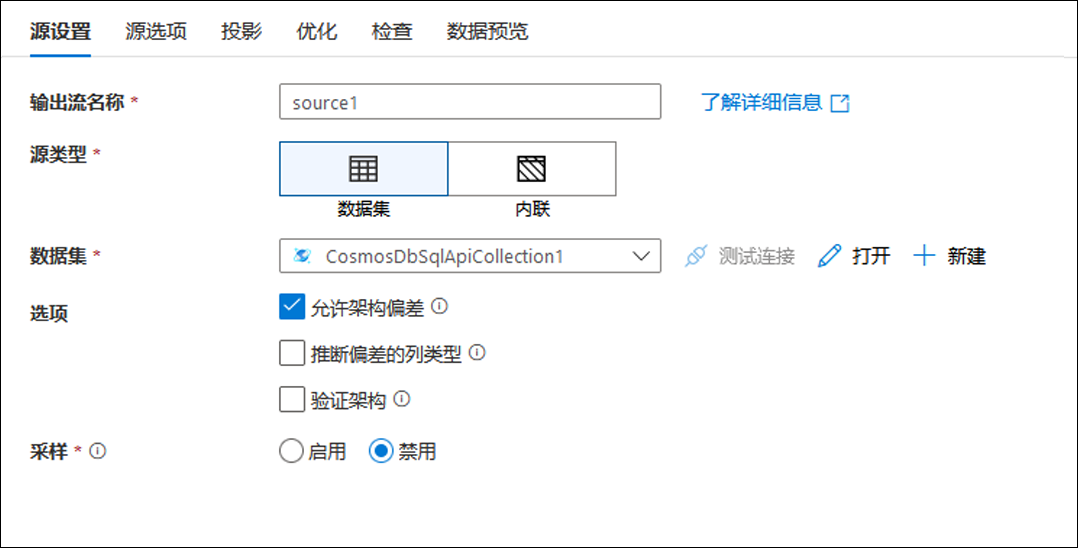 源设置 源选项 投影 优化 检查 数据预览
输出流名称 * source1 了解详细信息
源类型 *
数据集 内联
数据集 * CosmosDbSqlApiCollection1 测试连接 打开 新建
选项 允许架构偏差
推断偏差的列类型
验证架构
采样 * 启用 禁用